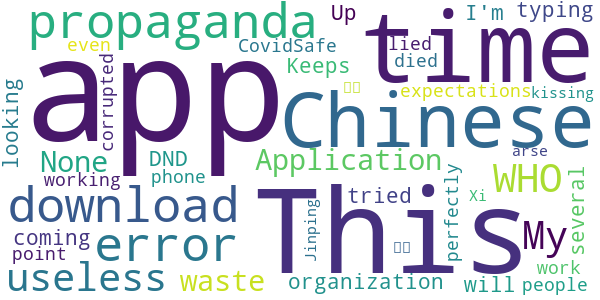 propaganda
Up
time
I'm
typing
even
CovidSafe
lied
died
Keeps
app
looking
corrupted
Chinese
expectations
kissing
None
DND
phone
working
Application
WHO
arse
download
This
tried
Xi
My
several
perfectly
Jinping
coming
point
error
useless
waste
organization
will
work
people